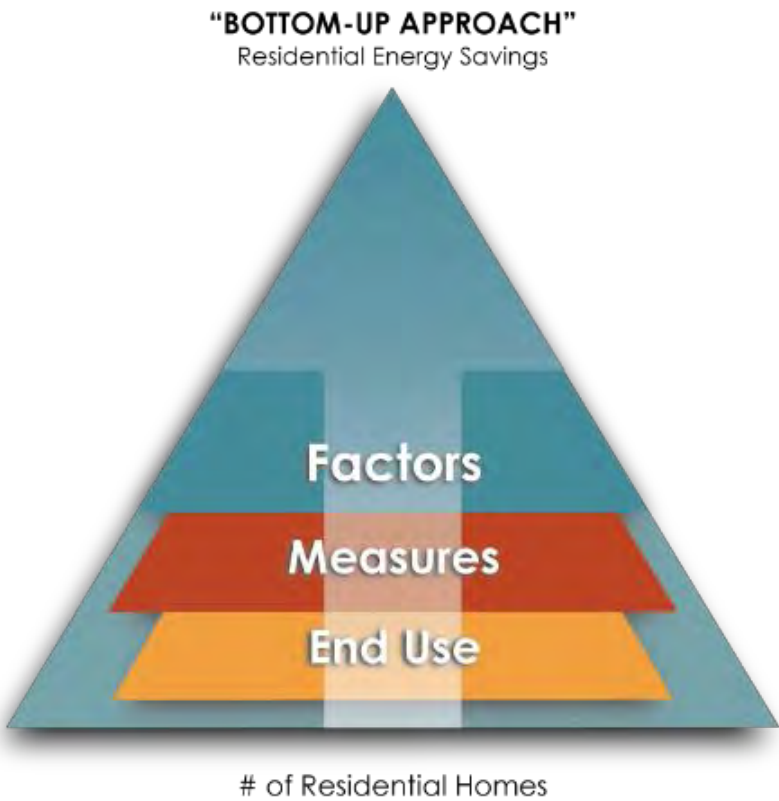 “BOTTOM-UP APPROACH”
Residential Energy Savings
Factors
Measures
End Use
# of Residential Homes